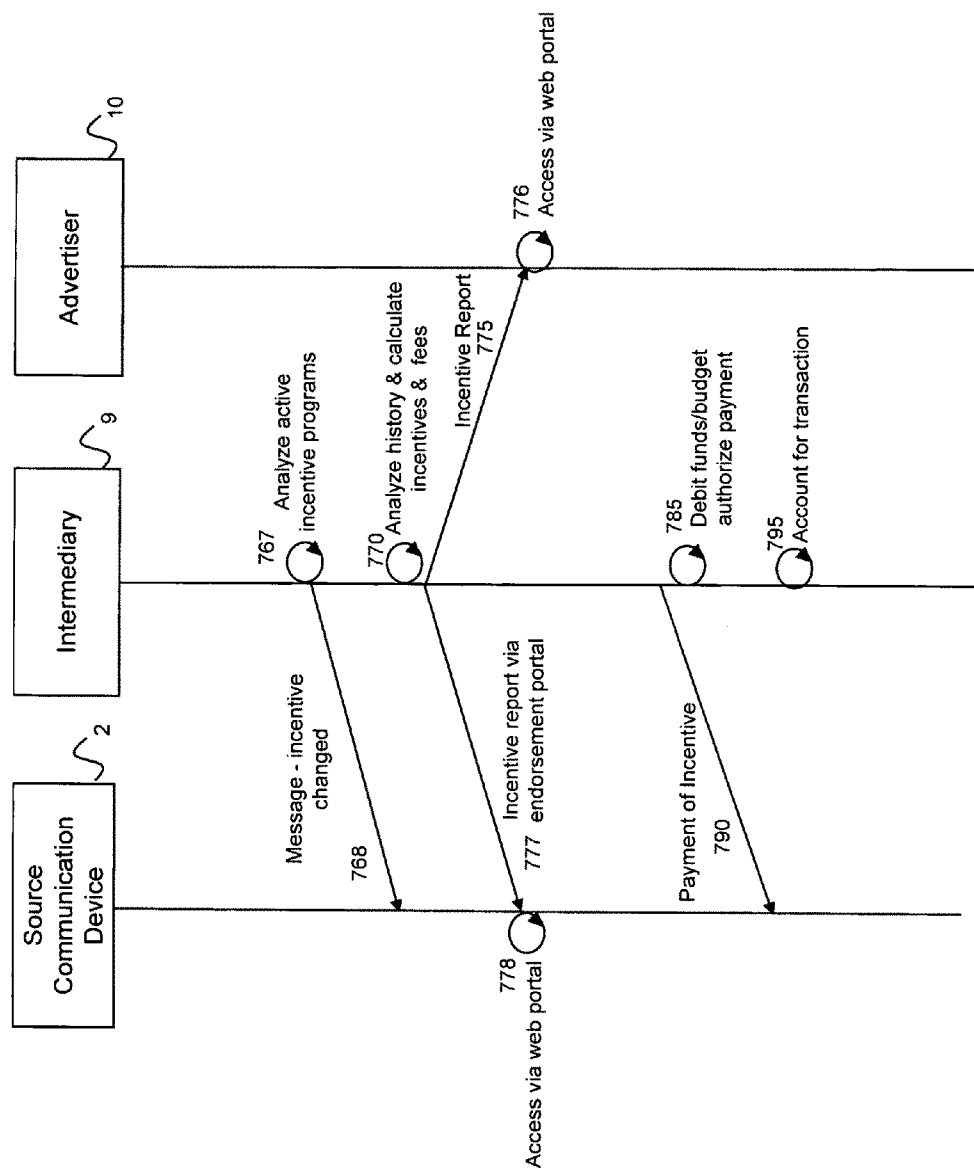 Source
Communication
Device
2
Intermediary
9
Advertiser
10
767
Analyze active
incentive programs
Message - incentive
changed
768
770
Analyze history & calculate
incentives & fees
Incentive Report
775
776
Access via web portal
Incentive report via
777 endorsement portal
778
Access via web portal
785
Debit funds/budget
authorize payment
Payment of Incentive
790
795
Account for transaction